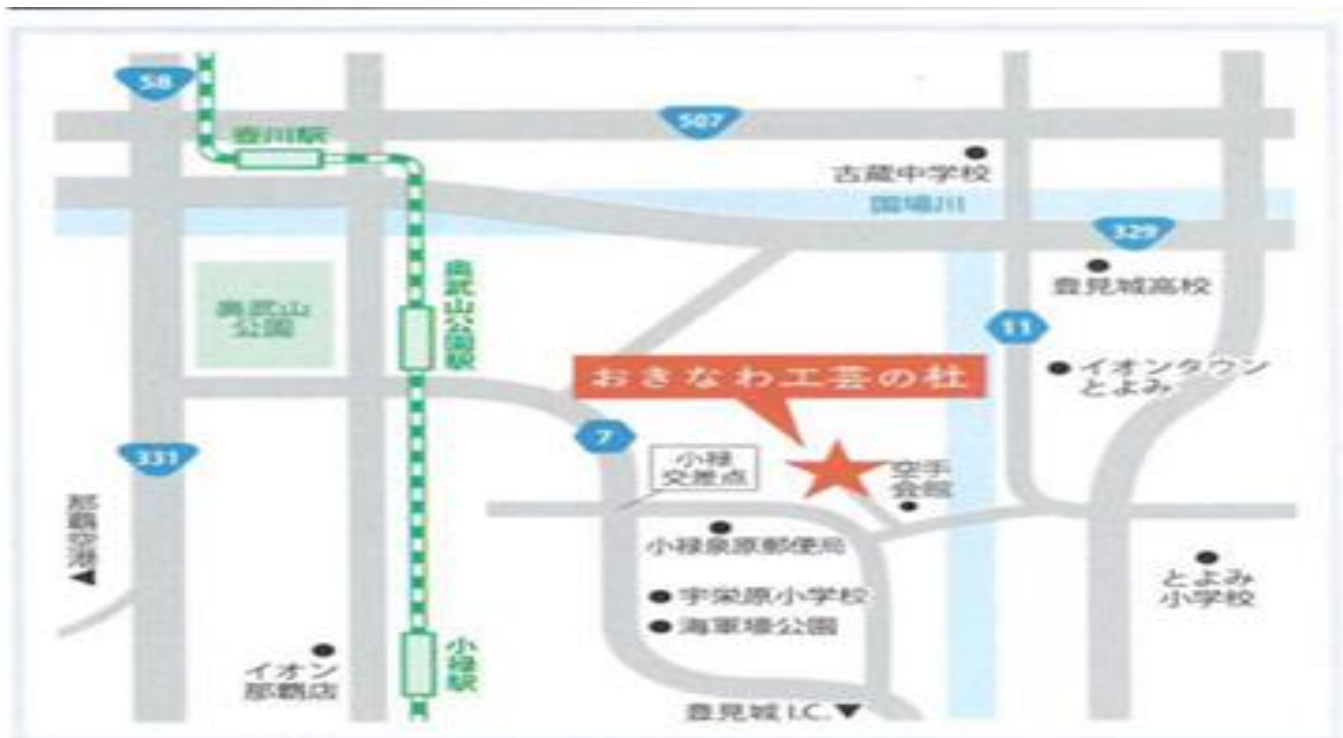 58
507
壺川駅
古蔵中学校
国場川
329
豊見城高校
奥武山
公園
奥武山公園駅
11
イオンタウン
とよみ
おきなわ工芸の杜
7
小禄
交差点
空手
会館
331
那覇空港
▲
小禄泉原郵便局
宇栄原小学校
海軍壕公園
とよみ
小学校
イオン
那覇店
小禄駅
豊見城I.C.▼